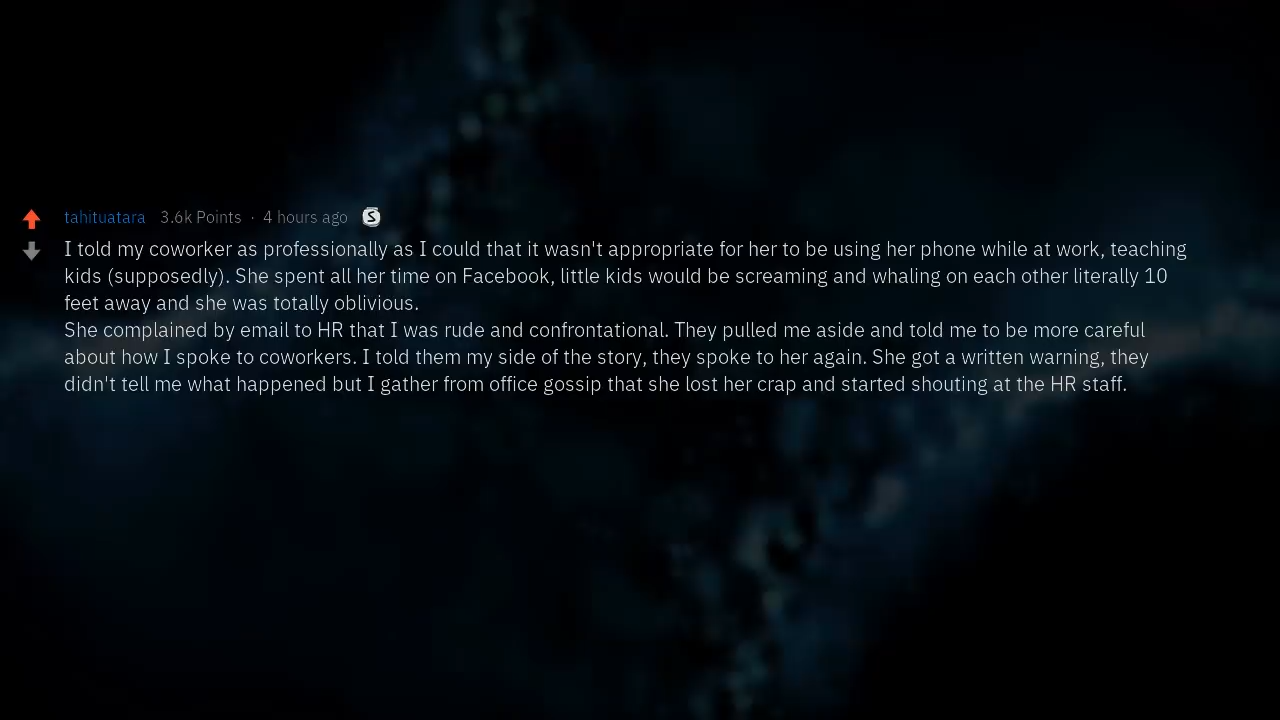 tahituatara 3.6k Points · 4 hours ago S
I told my coworker as professionally as I could that it wasn't appropriate for her to be using her phone while at work, teaching
kids (supposedly). She spent all her time on Facebook, little kids would be screaming and whaling on each other literally 10
feet away and she was totally oblivious.
She complained by email to HR that I was rude and confrontational. They pulled me aside and told me to be more careful
about how I spoke to coworkers. I told them my side of the story, they spoke to her again. She got a written warning, they
didn't tell me what happened but I gather from office gossip that she lost her crap and started shouting at the HR staff.